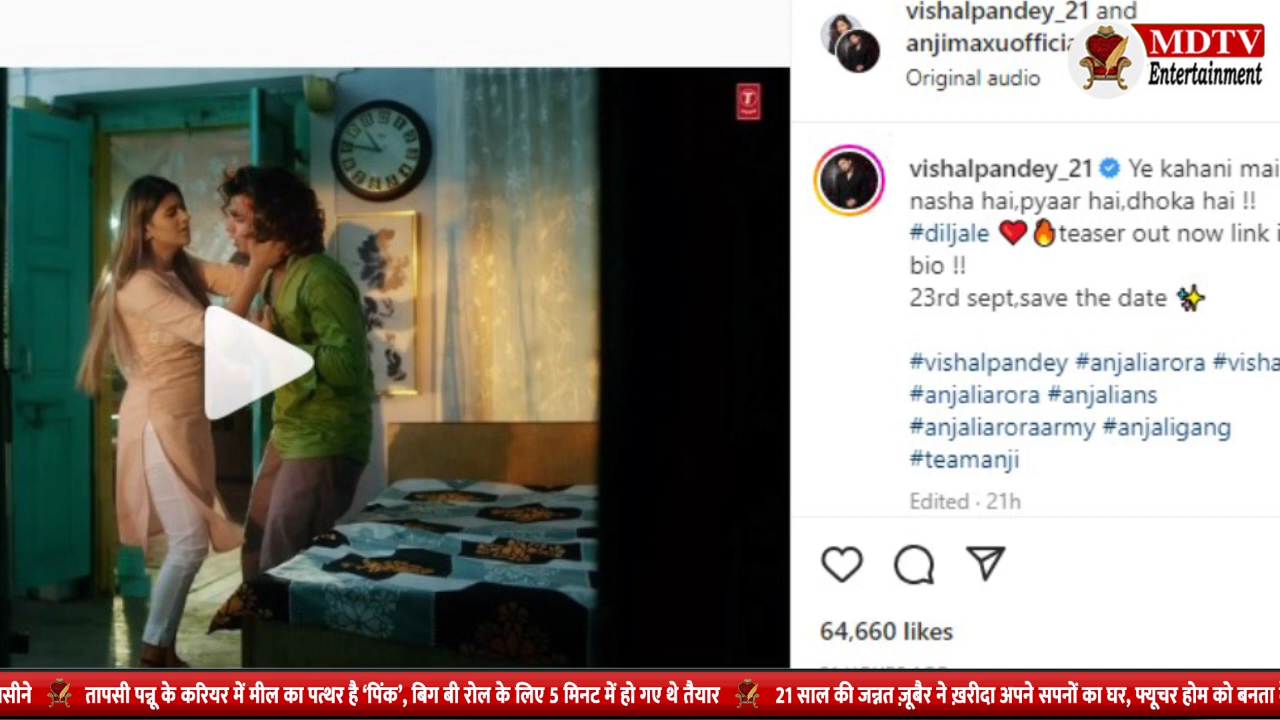 vishalpandey_21 and
anjimaxuofficia
Original audio
MDTV
Entertainment
vishalpandey_21 Ye kahani mai
nasha hai,pyaar hai,dhoka hai !!
#diljale ❤️🔥teaser out now link i
bio !!
23rd sept,save the date ✨
#vishalpandey #anjaliarora #visha
#anjaliarora #anjalians
#anjaliaroraarmy #anjaligang
#teamanji
Edited · 21h
64,660 likes
सीने तापसी पन्नू के करियर में मील का पत्थर है ‘पिंक’, बिग बी रोल के लिए 5 मिनट में हो गए थे तैयार 21 साल की जन्नत ज़ूबैर ने ख़रीदा अपने सपनों का घर, फ्यूचर होम को बनता